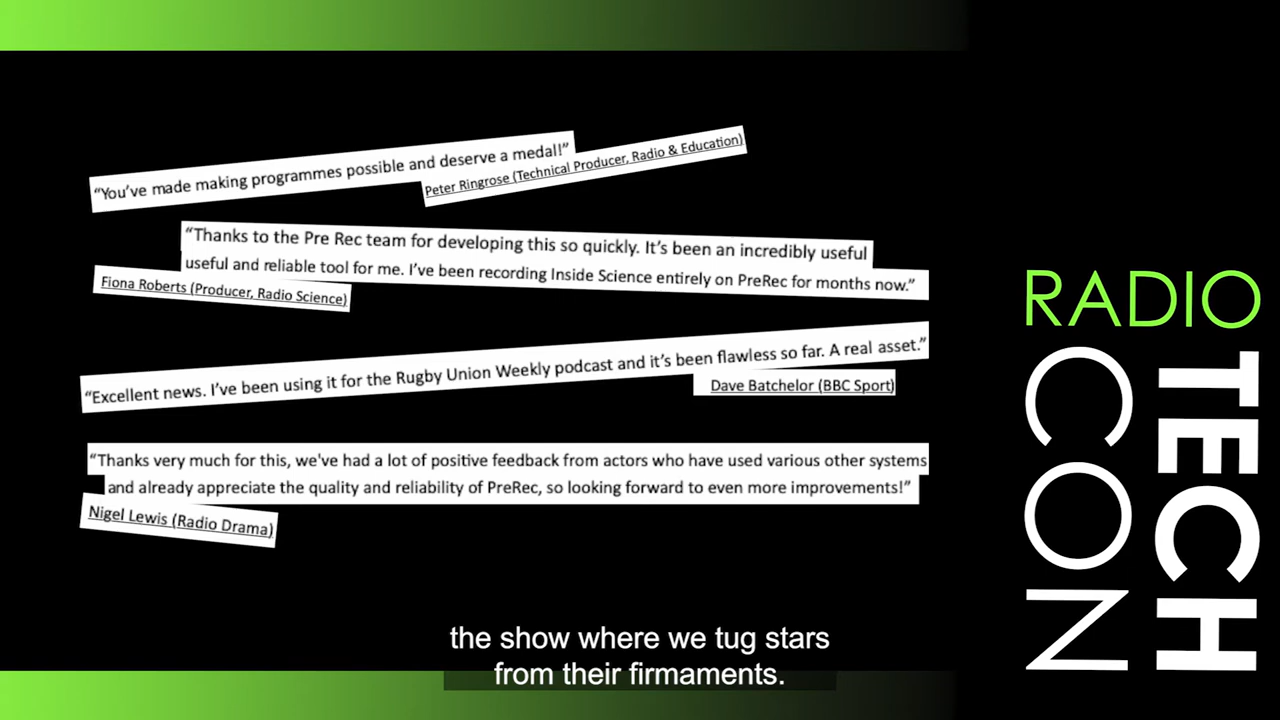 “You’ve made making programmes possible and deserve a medal!”
Peter Ringrose (Technical Producer, Radio & Education)
“Thanks to the Pre Rec team for developing this so quickly. It’s been an incredibly useful
useful and reliable tool for me. I’ve been recording Inside Science entirely on PreRec for months now.”
Fiona Roberts (Producer, Radio Science)
“Excellent news. I’ve been using it for the Rugby Union Weekly podcast and it’s been flawless so far. A real asset.”
Dave Batchelor (BBC Sport)
“Thanks very much for this, we've had a lot of positive feedback from actors who have used various other systems
and already appreciate the quality and reliability of PreRec, so looking forward to even more improvements!”
Nigel Lewis (Radio Drama)
the show where we tug stars
from their firmaments.
RADIO
TECH
CON